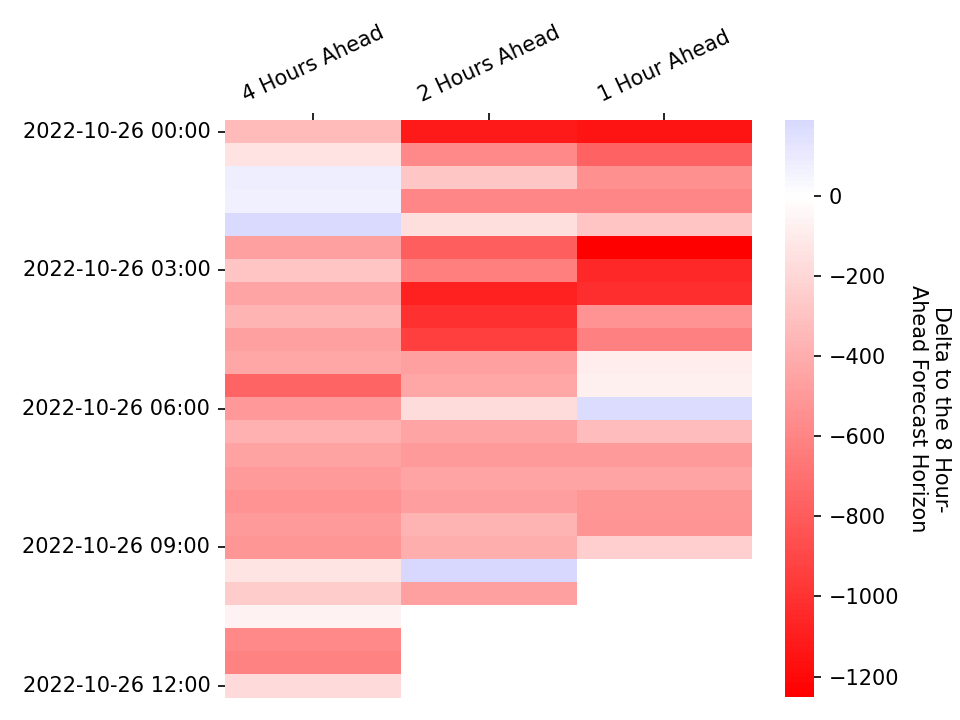 4 Hours Ahead
2 Hours Ahead
1 Hour Ahead
2022-10-26 00:00
2022-10-26 03:00
2022-10-26 06:00
2022-10-26 09:00
2022-10-26 12:00
0
−200
−400
−600
−800
−1000
−1200
Delta to the 8 Hour-
Ahead Forecast Horizon